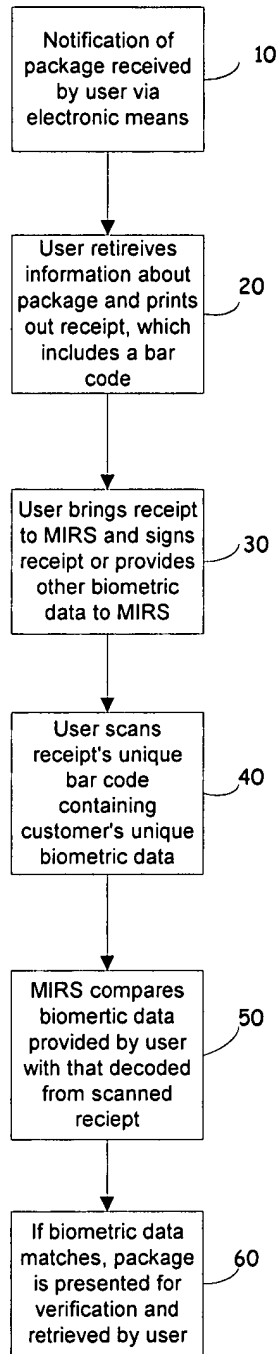 Notification of
package received
by user via
electronic means
10
User retireives
information about
package and prints
out receipt, which
includes a bar
code
20
User brings receipt
to MIRS and signs
receipt or provides
other biometric
data to MIRS
30
User scans
receipt's unique
bar code
containing
customer's unique
biometric data
40
MIRS compares
biomertic data
provided by user
with that decoded
from scanned
reciept
50
If biometric data
matches, package
is presented for
verification and
retrieved by user
60